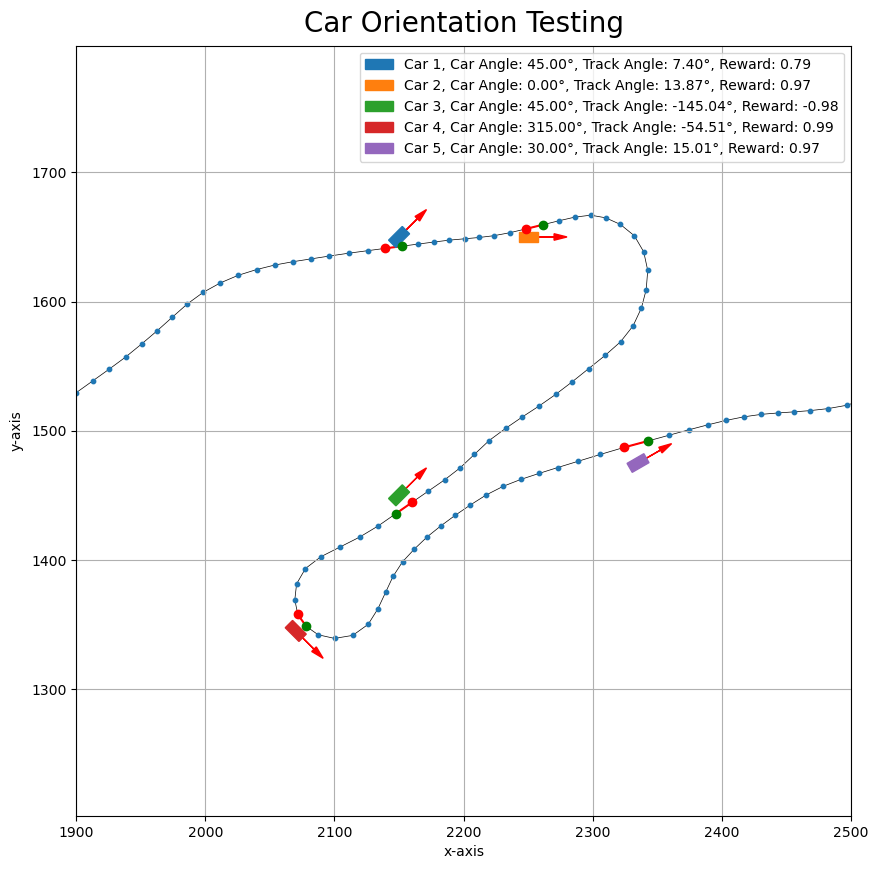 Car Orientation Testing
Car 1, Car Angle: 45.00°, Track Angle: 7.40°, Reward: 0.79
Car 2, Car Angle: 0.00°, Track Angle: 13.87°, Reward: 0.97
Car 3, Car Angle: 45.00°, Track Angle: -145.04°, Reward: -0.98
Car 4, Car Angle: 315.00°, Track Angle: -54.51°, Reward: 0.99
Car 5, Car Angle: 30.00°, Track Angle: 15.01°, Reward: 0.97
1700
1600
1500
1400
1300
y-axis
1900 2000 2100 2200 2300 2400 2500
x-axis